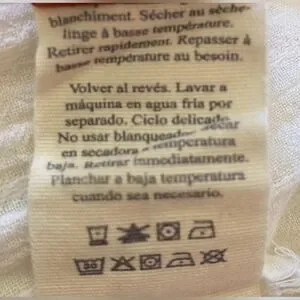 blanchiment. Sécher au sèche-
linge à basse température.
Retirer rapidement. Repasser à
basse température au besoin.
Volver al revés. Lavar a
máquina en agua fría por
separado. Ciclo delicado.
No usar blanqueador. Secar
en secadora a temperatura
baja. Retirar inmediatamente.
Planchar a baja temperatura
cuando sea necesario.